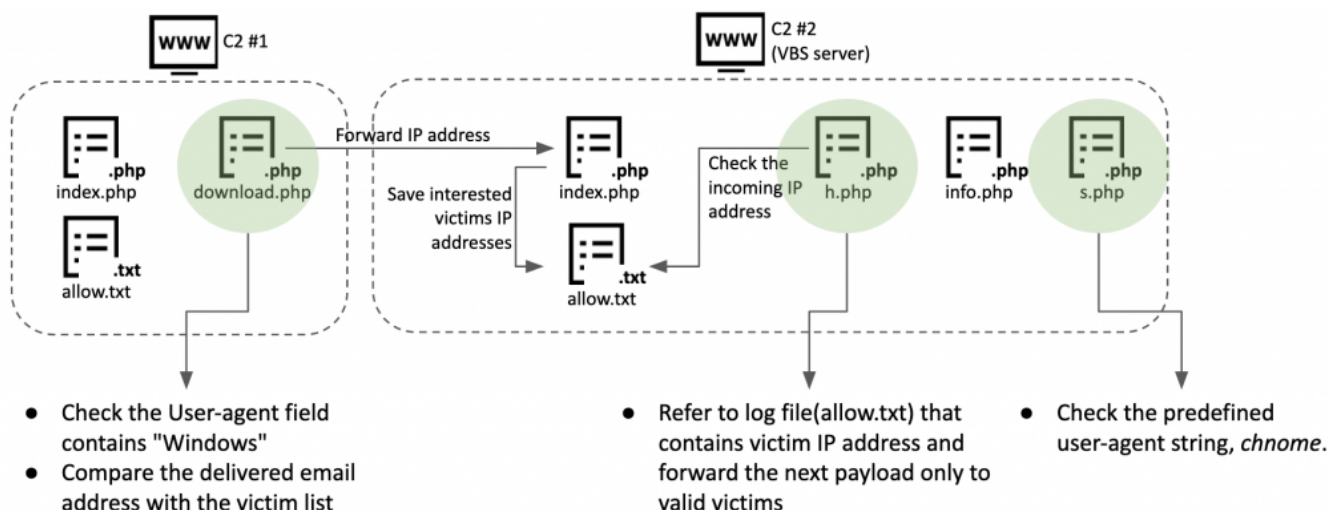 WWW
C2 #1
WWW
C2 #2
(VBS server)
.php
index.php
.php
download.php
Forward IP address
.php
index.php
Check the
incoming IP
address
.php
h.php
.php
info.php
.php
s.php
Save interested
victims IP
addresses
.txt
allow.txt
.txt
allow.txt
● Check the User-agent field
contains "Windows"
● Compare the delivered email
address with the victim list
● Refer to log file(allow.txt) that
contains victim IP address and
forward the next payload only to
valid victims
● Check the predefined
user-agent string, chnome.